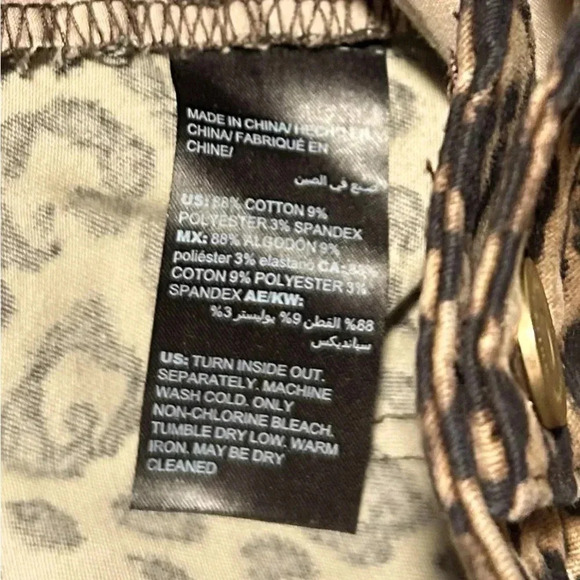 MADE IN CHINA/ HECHO EN
CHINA/ FABRIQUÉ EN
CHINE/
صنع في الصين
US: 88% COTTON 9%
POLYESTER 3% SPANDEX
MX: 88% ALGODÓN 9%
poliéster 3% elastano CA: 88%
COTON 9% POLYESTER 3%
SPANDEX AE/KW:
88% القطن 9% بوليستر 3%
سبانديكس
US: TURN INSIDE OUT.
SEPARATELY. MACHINE
WASH COLD. ONLY
NON-CHLORINE BLEACH.
TUMBLE DRY LOW. WARM
IRON. MAY BE DRY
CLEANED